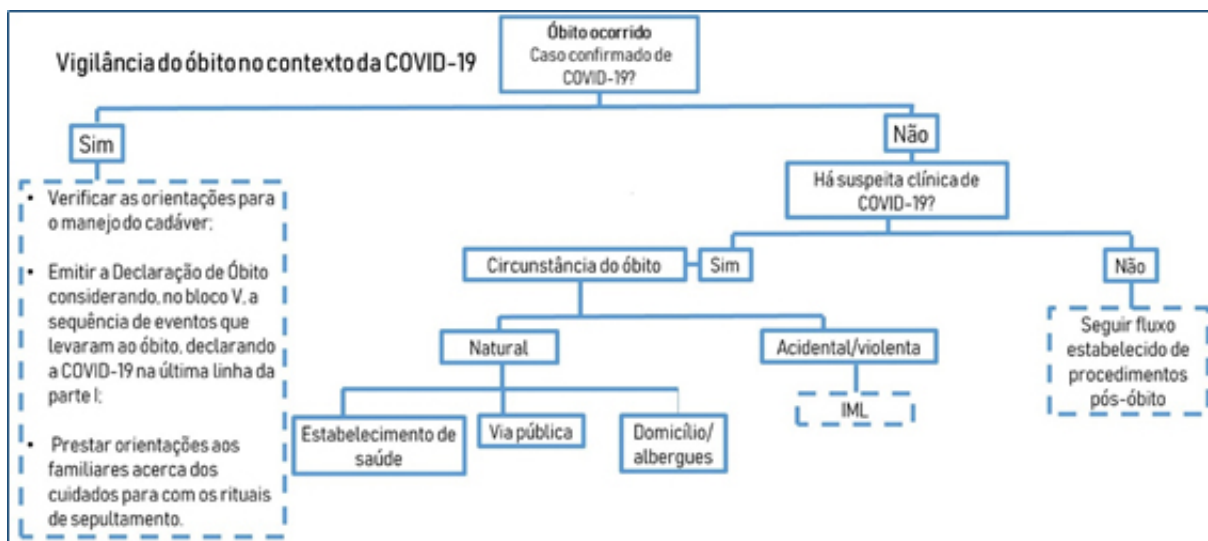 Vigilância do óbito no contexto da COVID-19
Óbito ocorrido
Caso confirmado de
COVID-19?
Sim
• Verificar as orientações para
o manejo do cadáver;
• Emitir a Declaração de Óbito
considerando, no bloco V, a
sequência de eventos que
levaram ao óbito, declarando
a COVID-19 na última linha da
parte I;
• Prestar orientações aos
familiares acerca dos
cuidados para com os rituais
de sepultamento.
Não
Há suspeita clínica de
COVID-19?
Circunstância do óbito
Sim
Não
Natural
Acidental/violenta
Seguir fluxo
estabelecido de
procedimentos
pós-óbito
Estabelecimento de
saúde
Via pública
Domicílio/
albergues
IML